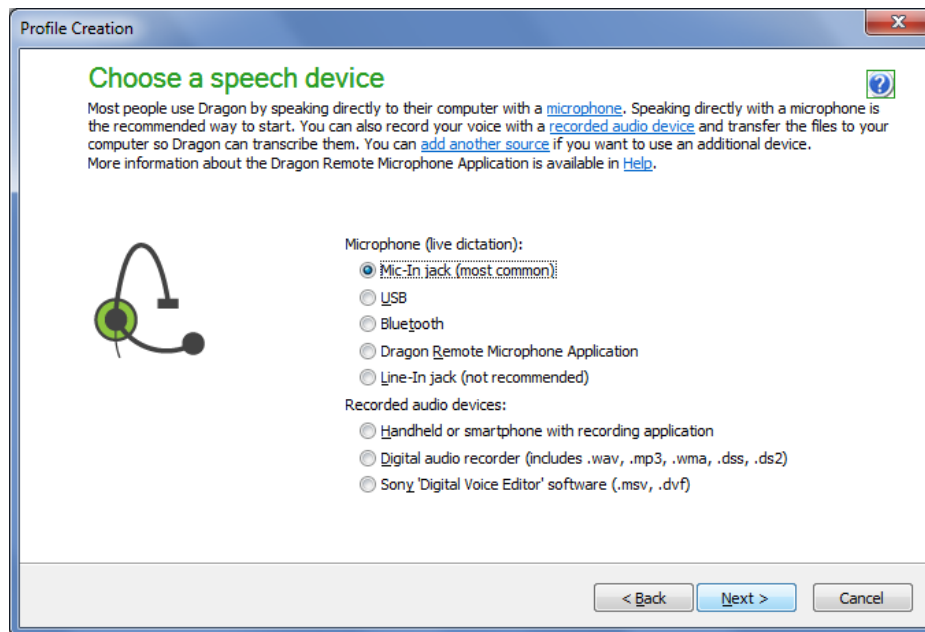 Profile Creation
Choose a speech device
Most people use Dragon by speaking directly to their computer with a microphone. Speaking directly with a microphone is
the recommended way to start. You can also record your voice with a recorded audio device and transfer the files to your
computer so Dragon can transcribe them. You can add another source if you want to use an additional device.
More information about the Dragon Remote Microphone Application is available in Help.
Microphone (live dictation):
Mic-In jack (most common)
USB
Bluetooth
Dragon Remote Microphone Application
Line-In jack (not recommended)
Recorded audio devices:
Handheld or smartphone with recording application
Digital audio recorder (includes .wav, .mp3, .wma, .dss, .ds2)
Sony 'Digital Voice Editor' software (.msv, .dvf)
< Back Next > Cancel